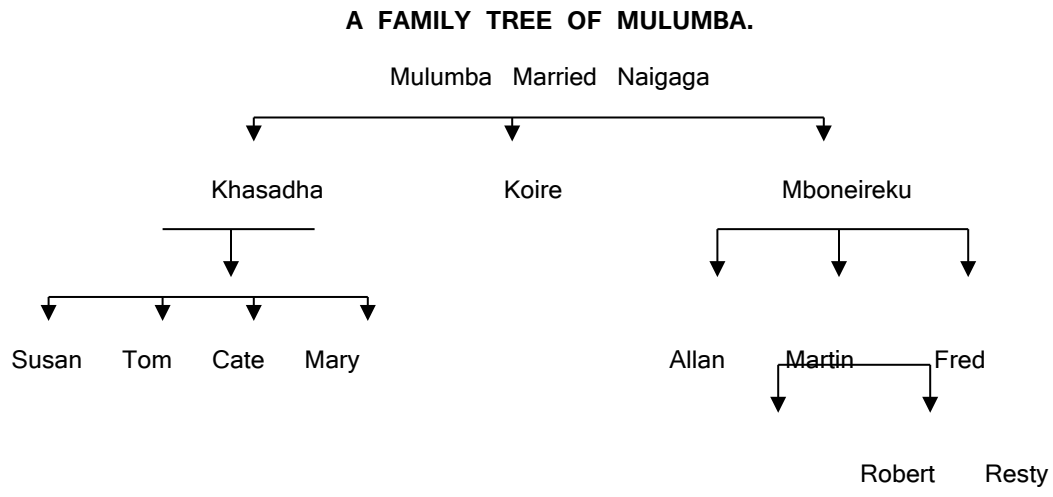 A FAMILY TREE OF MULUMBA.
Mulumba Married Naigaga
Khasadha Koire Mboneireku
Susan Tom Cate Mary Allan Martin Fred
Robert Resty